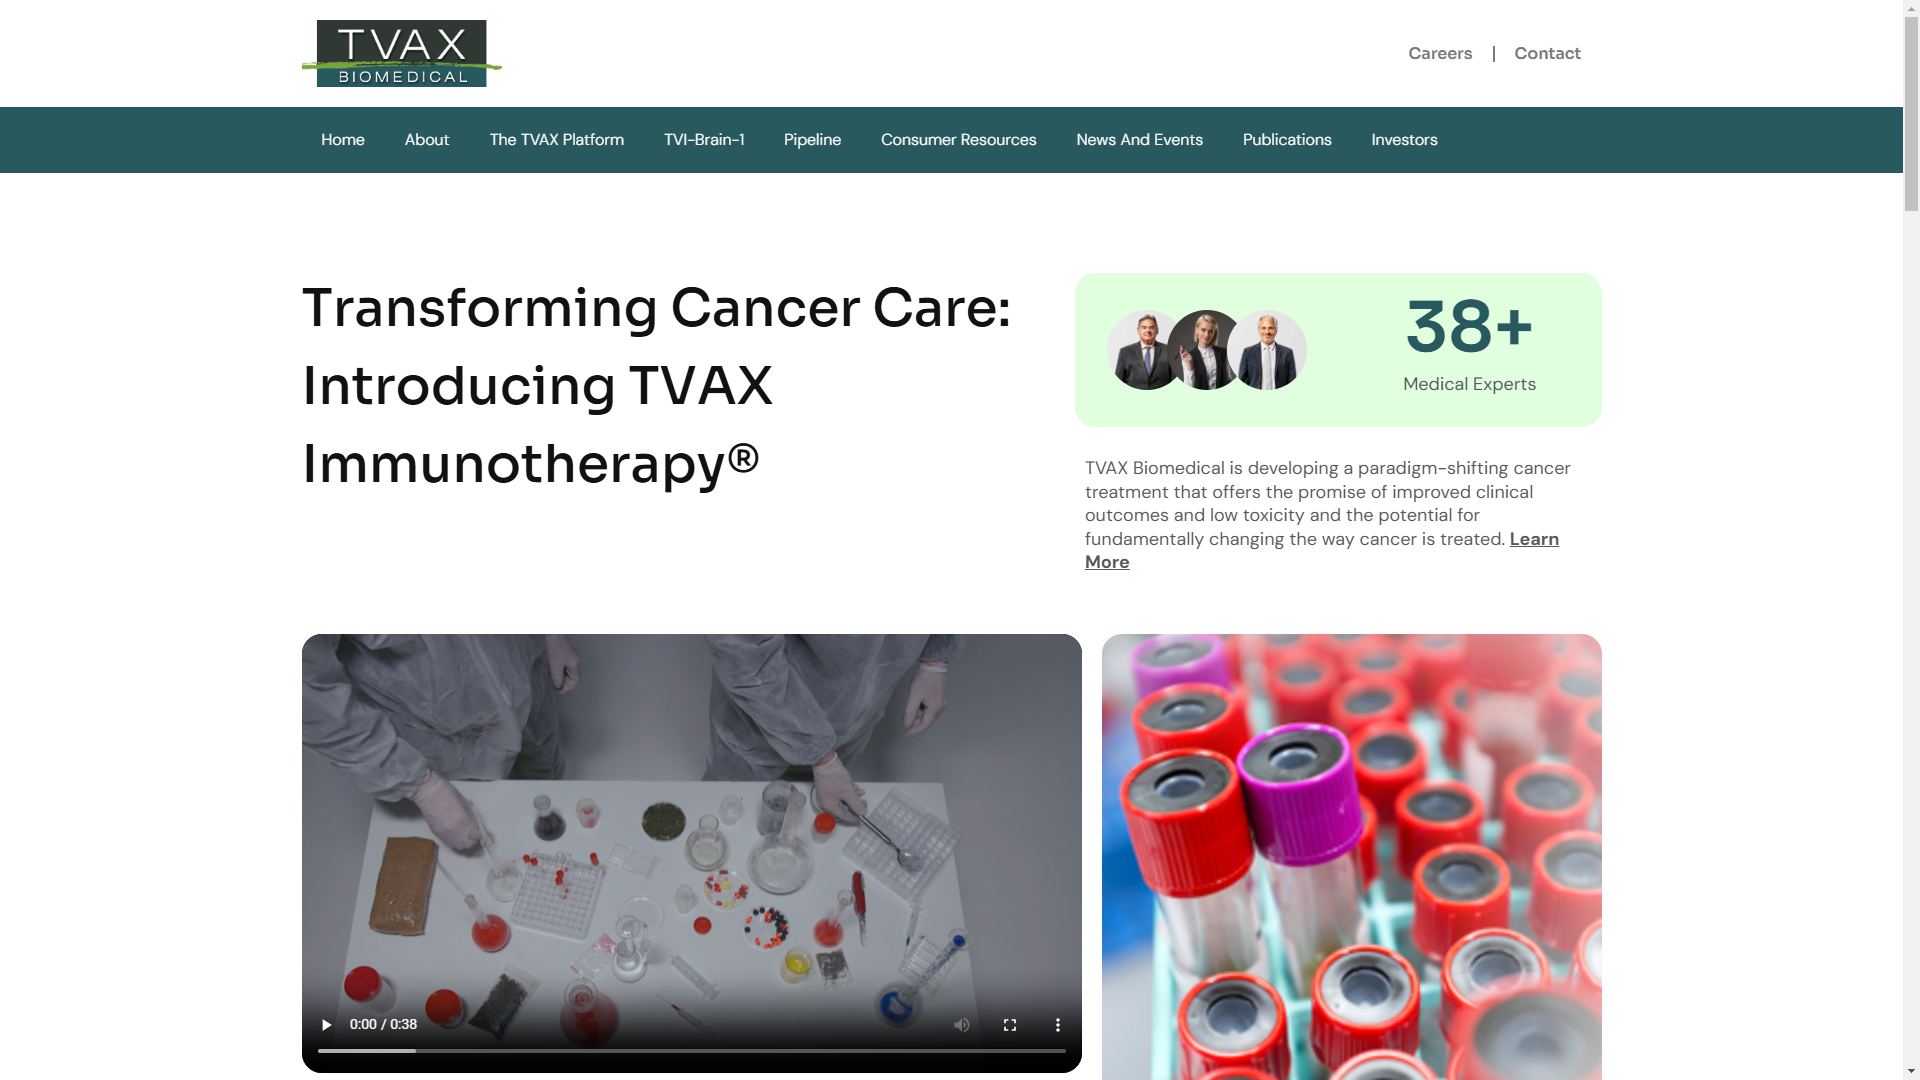 TVAX
BIOMEDICAL
Careers | Contact
Home About The TVAX Platform TVI-Brain-1 Pipeline Consumer Resources News And Events Publications Investors
Transforming Cancer Care:
Introducing TVAX
Immunotherapy®
38+
Medical Experts
TVAX Biomedical is developing a paradigm-shifting cancer
treatment that offers the promise of improved clinical
outcomes and low toxicity and the potential for
fundamentally changing the way cancer is treated. Learn
More
0:00 / 0:38